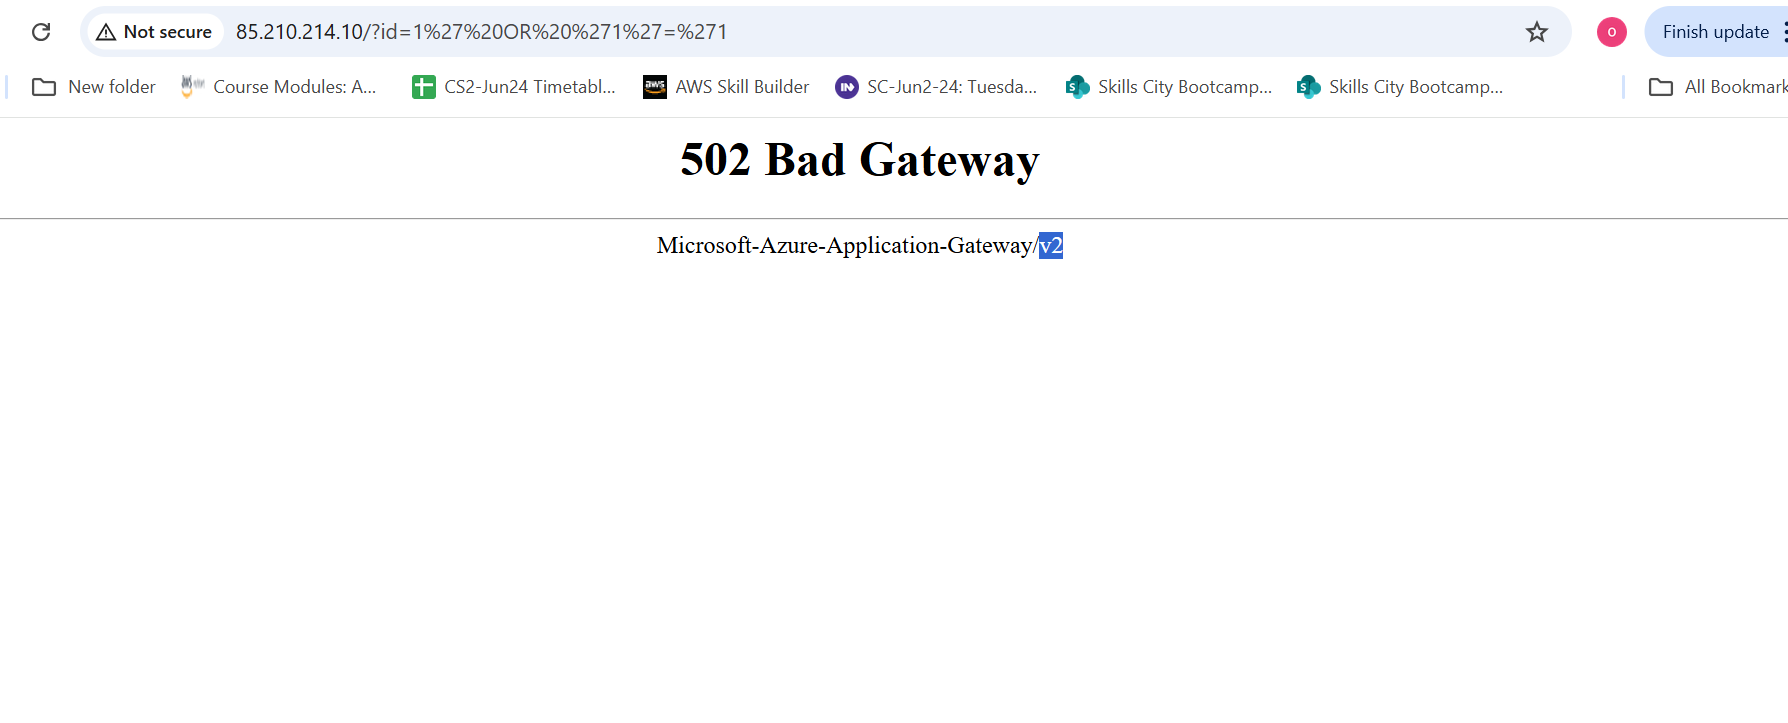 Not secure 85.210.214.10/?id=1%27%20OR%20%271%27=%271 O Finish update
New folder Course Modules: A... CS2-Jun24 Timetabl... aws AWS Skill Builder IN SC-Jun2-24: Tuesda... S Skills City Bootcamp... S Skills City Bootcamp... All Bookmark
502 Bad Gateway
Microsoft-Azure-Application-Gateway/v2